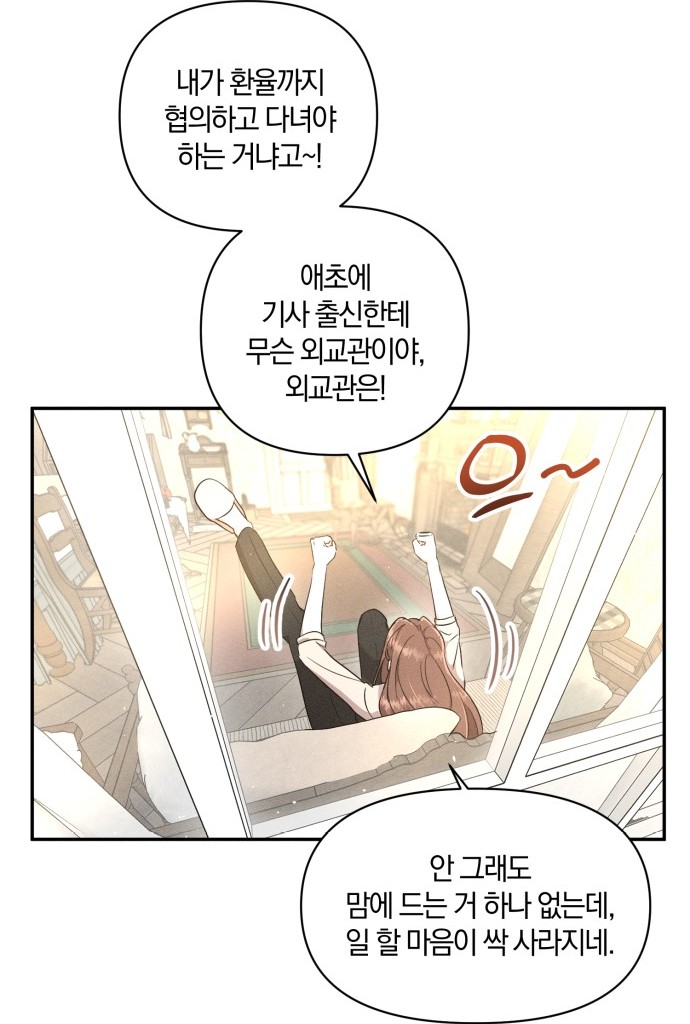 내가 환율까지
협의하고 다녀야
하는 거냐고~!
애초에
기사 출신한테
무슨 외교관이야,
외교관은!
으~
안 그래도
맘에 드는 거 하나 없는데,
일 할 마음이 싹 사라지네.